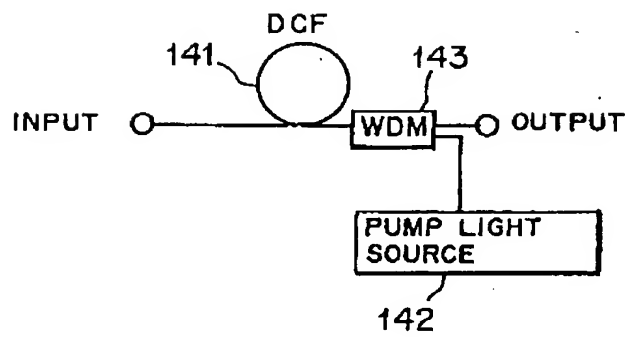 DCF
141
143
INPUT
WDM
OUTPUT
PUMP LIGHT
SOURCE
142